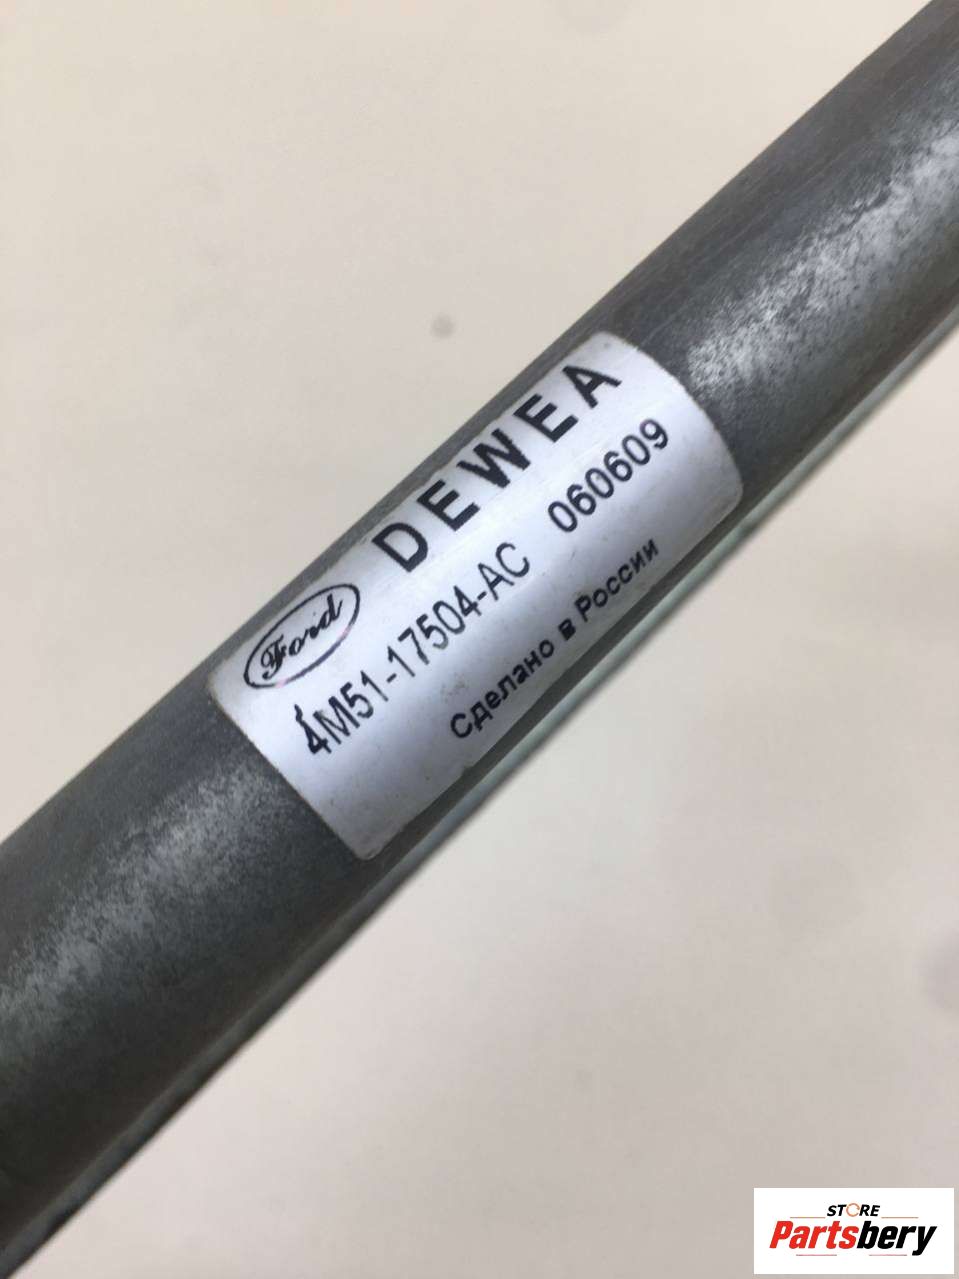 DEWEA
Ford
4M51-17504-AC 060609
Сделано в России
STORE
Partsbery